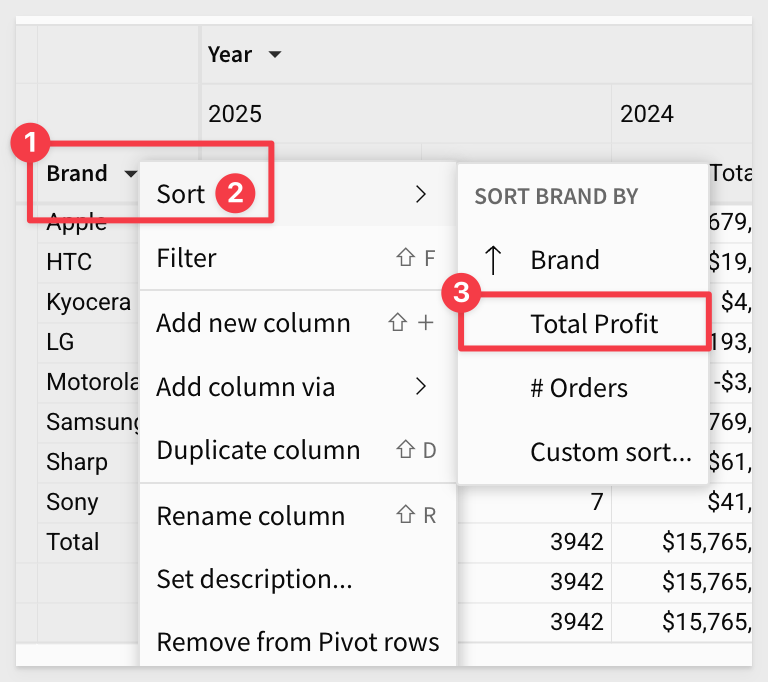 Year
2025 2024
1
Brand Sort 2 SORT BRAND BY
Apple 679,
HTC Filter F Brand $19,
Kyocera Add new column + 3 Total Profit $4,
LG 193,
Motorola Add column via # Orders -$3,
Samsung 769,
Sharp Duplicate column D Custom sort... $61,
Sony Rename column R 7 $41,
Total 3942 $15,765,
Set description... 3942 $15,765,
Remove from Pivot rows 3942 $15,765,